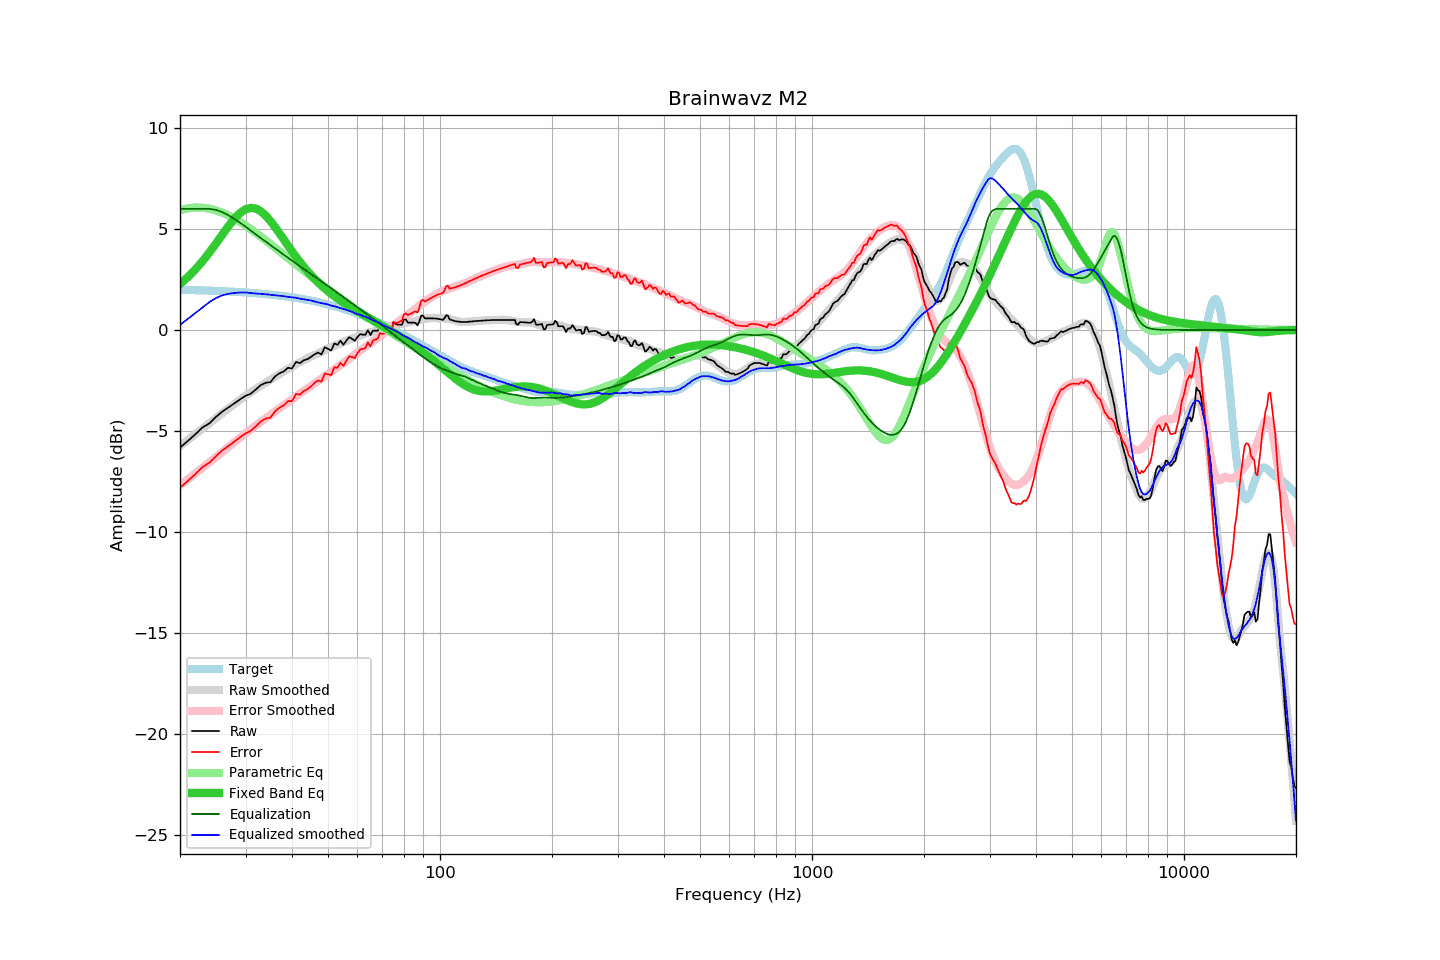 Brainwavz M2
10
5
0
−5
−10
−15
−20
−25
Amplitude (dBr)
Target
Raw Smoothed
Error Smoothed
Raw
Error
Parametric Eq
Fixed Band Eq
Equalization
Equalized smoothed
100
1000
10000
Frequency (Hz)